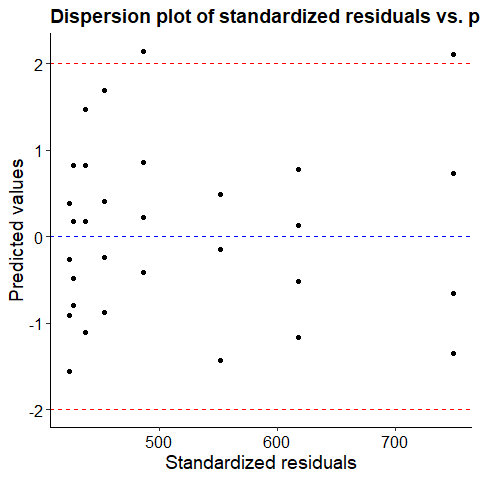 Dispersion plot of standardized residuals vs. p
Predicted values
2
1
0
-1
-2
500 600 700
Standardized residuals